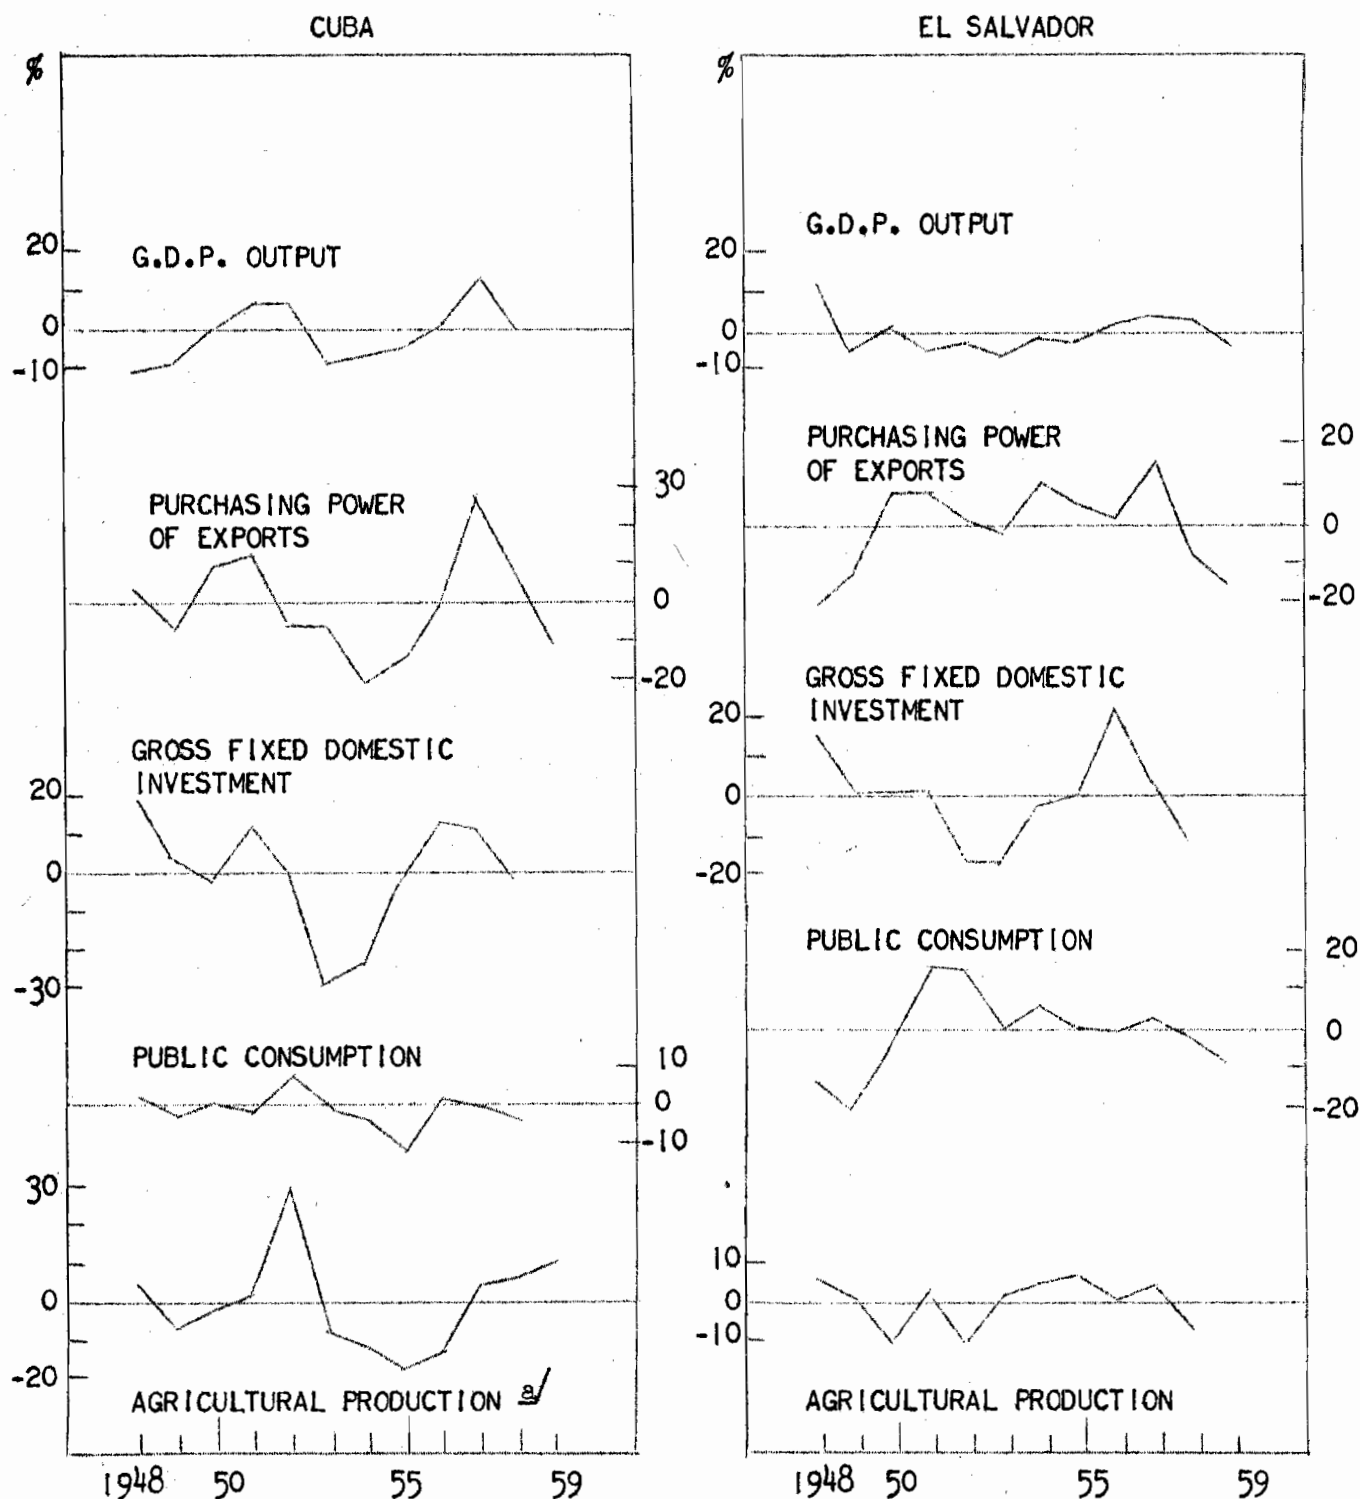 CUBA
%
20
G.D.P. OUTPUT
0
-10
30
PURCHASING POWER
OF EXPORTS
0
-20
GROSS FIXED DOMESTIC
INVESTMENT
20
0
-30
PUBLIC CONSUMPTION
10
0
-10
30
0
-20
AGRICULTURAL PRODUCTION a/
1948 50 55 59
EL SALVADOR
%
G.D.P. OUTPUT
20
0
-10
PURCHASING POWER
OF EXPORTS
20
0
-20
GROSS FIXED DOMESTIC
INVESTMENT
20
0
-20
PUBLIC CONSUMPTION
20
0
-20
10
0
-10
AGRICULTURAL PRODUCTION
1948 50 55 59